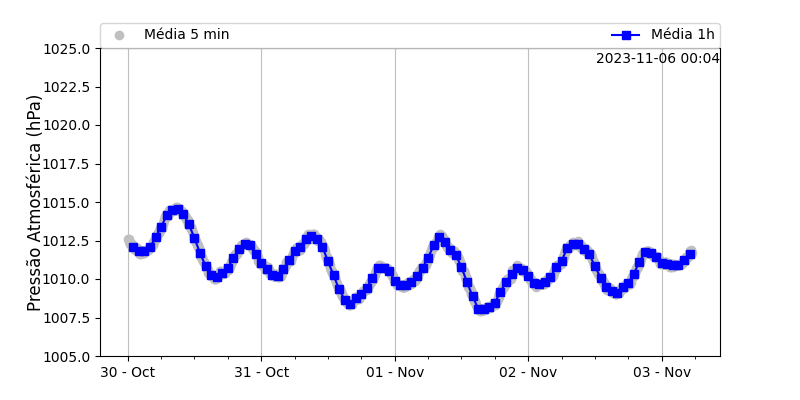 Média 5 min
Média 1h
2023-11-06 00:04
Pressão Atmosférica (hPa)
1025.0
1022.5
1020.0
1017.5
1015.0
1012.5
1010.0
1007.5
1005.0
30 - Oct
31 - Oct
01 - Nov
02 - Nov
03 - Nov